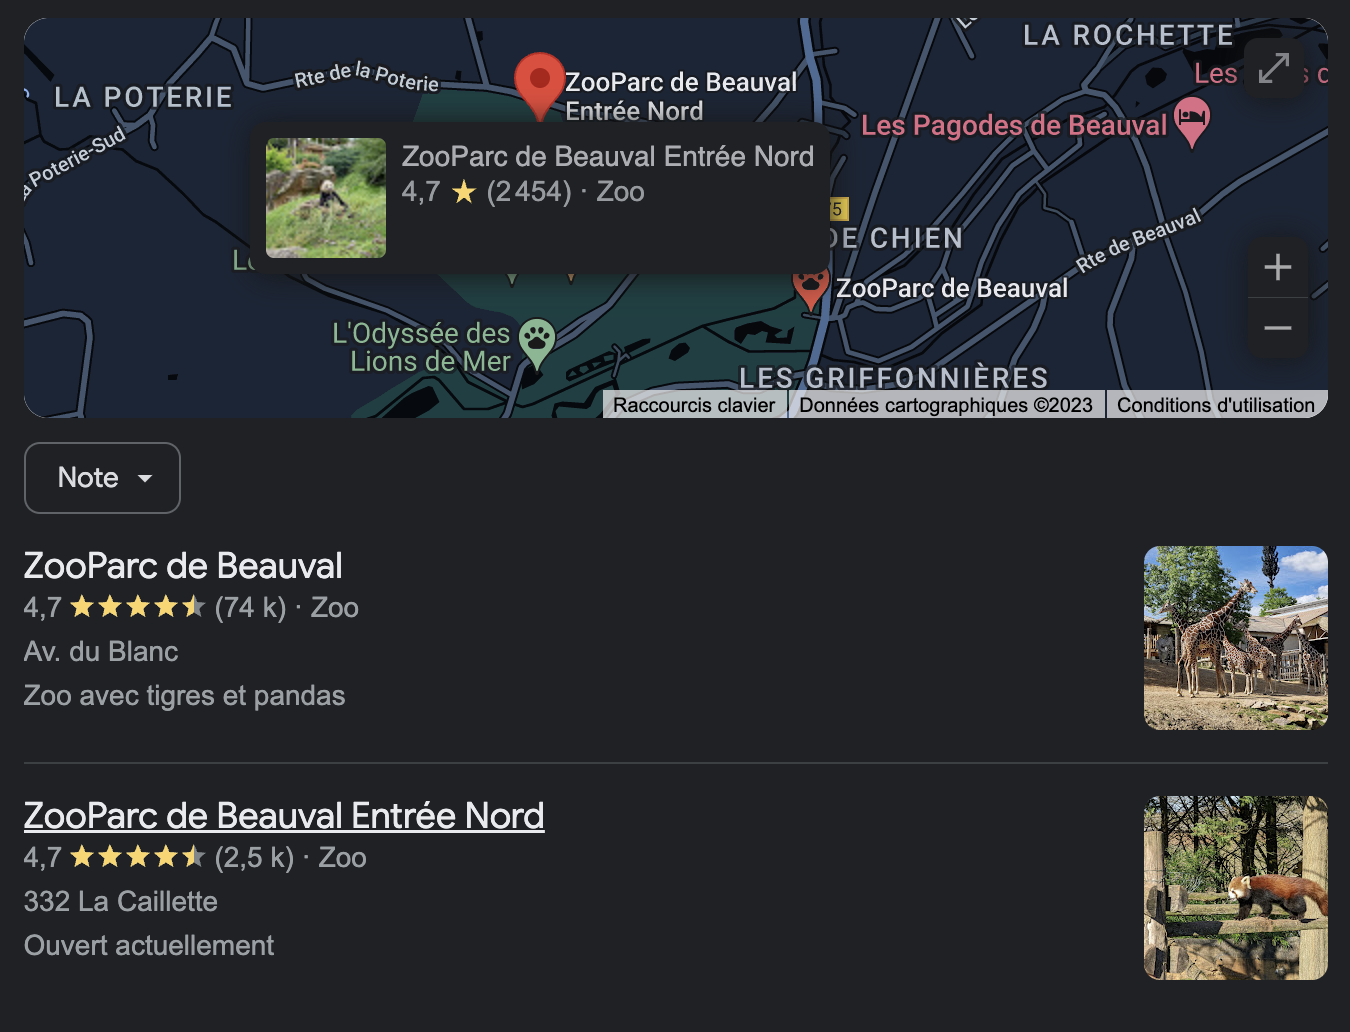 LA ROCHETTE
Les
LA POTERIE
Rte de la Poterie
ZooParc de Beauval
Entrée Nord
Les Pagodes de Beauval
Poterie-Sud
ZooParc de Beauval Entrée Nord
4,7 ★ (2 454) · Zoo
5
DE CHIEN
Rte de Beauval
ZooParc de Beauval
L'Odyssée des
Lions de Mer
LES GRIFFONNIÈRES
Raccourcis clavier
Données cartographiques ©2023
Conditions d'utilisation
Note
ZooParc de Beauval
4,7 (74 k) · Zoo
Av. du Blanc
Zoo avec tigres et pandas
ZooParc de Beauval Entrée Nord
4,7 (2,5 k) · Zoo
332 La Caillette
Ouvert actuellement